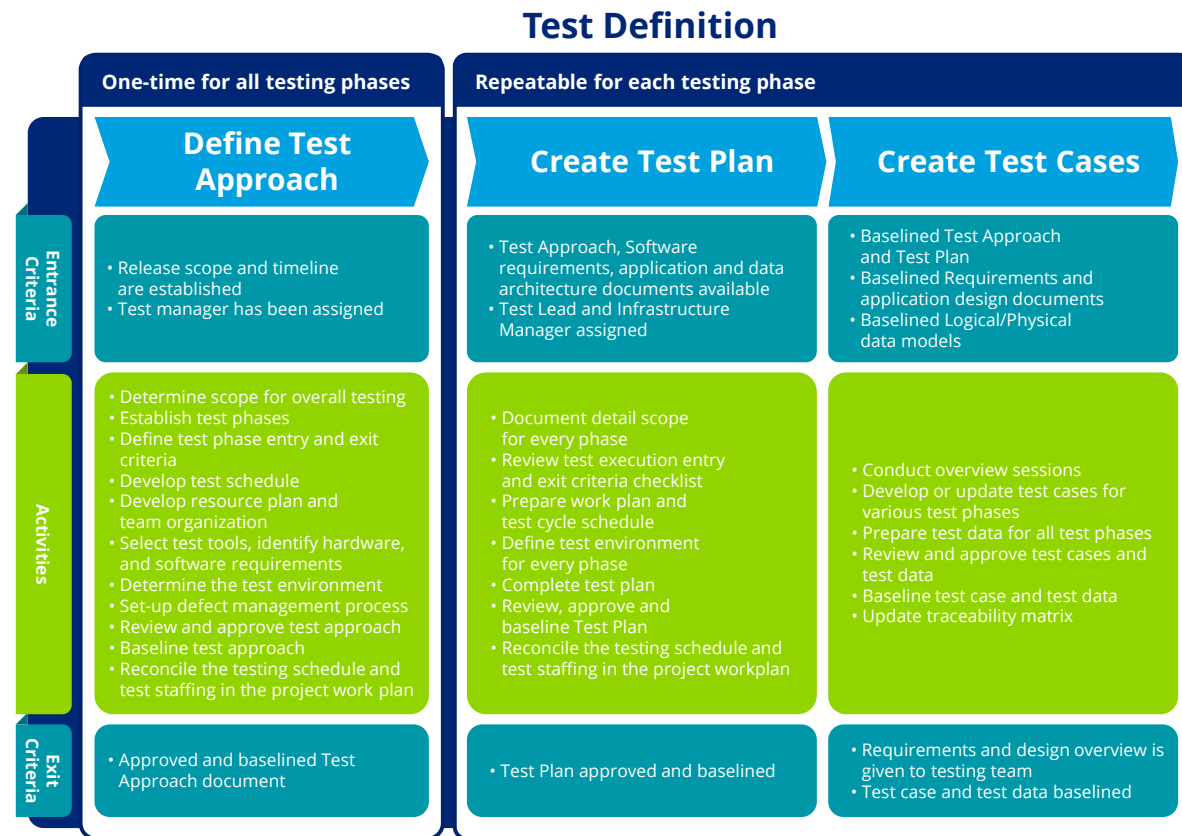 Test Definition
One-time for all testing phases
Repeatable for each testing phase
Define Test
Approach
Create Test Plan
Create Test Cases
Entrance
Criteria
• Release scope and timeline
are established
• Test manager has been assigned
• Test Approach, Software
requirements, application and data
architecture documents available
• Test Lead and Infrastructure
Manager assigned
• Baselined Test Approach
and Test Plan
• Baselined Requirements and
application design documents
• Baselined Logical/Physical
data models
Activities
• Determine scope for overall testing
• Establish test phases
• Define test phase entry and exit
criteria
• Develop test schedule
• Develop resource plan and
team organization
• Select test tools, identify hardware,
and software requirements
• Determine the test environment
• Set-up defect management process
• Review and approve test approach
• Baseline test approach
• Reconcile the testing schedule and
test staffing in the project work plan
• Document detail scope
for every phase
• Review test execution entry
and exit criteria checklist
• Prepare work plan and
test cycle schedule
• Define test environment
for every phase
• Complete test plan
• Review, approve and
baseline Test Plan
• Reconcile the testing schedule and
test staffing in the project workplan
• Conduct overview sessions
• Develop or update test cases for
various test phases
• Prepare test data for all test phases
• Review and approve test cases and
test data
• Baseline test case and test data
• Update traceability matrix
Exit
Criteria
• Approved and baselined Test
Approach document
• Test Plan approved and baselined
• Requirements and design overview is
given to testing team
• Test case and test data baselined